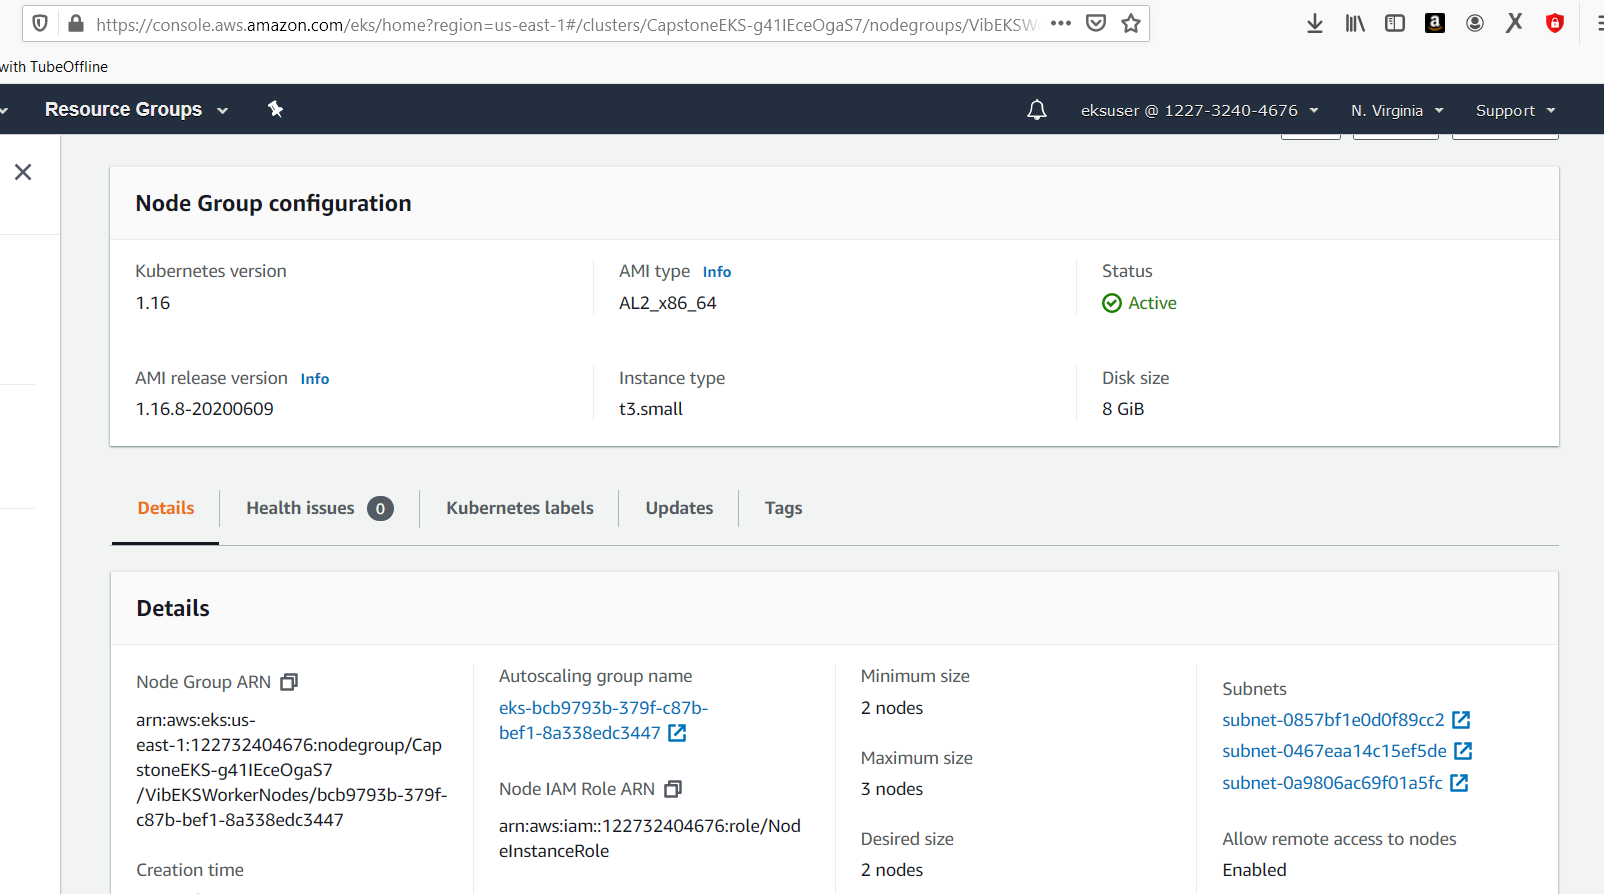 https://console.aws.amazon.com/eks/home?region=us-east-1#/clusters/CapstoneEKS-g41IEceOgaS7/nodegroups/VibEKSW
with TubeOffline
Resource Groups
eksuser @ 1227-3240-4676
N. Virginia
Support
Node Group configuration
Kubernetes version
1.16
AMI type Info
AL2_x86_64
Status
Active
AMI release version Info
1.16.8-20200609
Instance type
t3.small
Disk size
8 GiB
Details
Health issues 0
Kubernetes labels
Updates
Tags
Details
Node Group ARN
arn:aws:eks:us-
east-1:122732404676:nodegroup/Cap
stoneEKS-g41IEceOgaS7
/VibEKSWorkerNodes/bcb9793b-379f-
c87b-bef1-8a338edc3447
Creation time
Autoscaling group name
eks-bcb9793b-379f-c87b-
bef1-8a338edc3447
Node IAM Role ARN
arn:aws:iam::122732404676:role/Nod
eInstanceRole
Minimum size
2 nodes
Maximum size
3 nodes
Desired size
2 nodes
Subnets
subnet-0857bf1e0d0f89cc2
subnet-0467eaa14c15ef5de
subnet-0a9806ac69f01a5fc
Allow remote access to nodes
Enabled